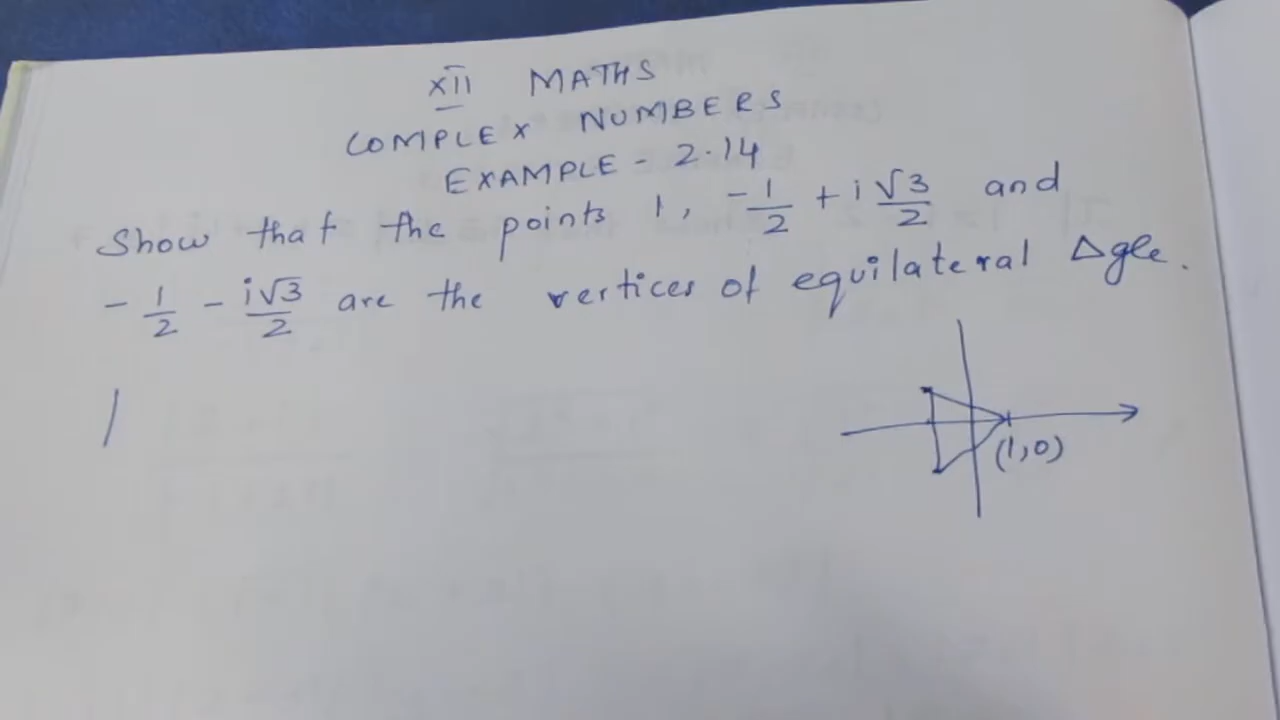 XII MATHS
COMPLEX NUMBERS
EXAMPLE - 2.14
Show that the points 1, -1/2 + i √3/2 and
-1/2 - i√3/2 are the vertices of equilateral Δgle.
(1,0)